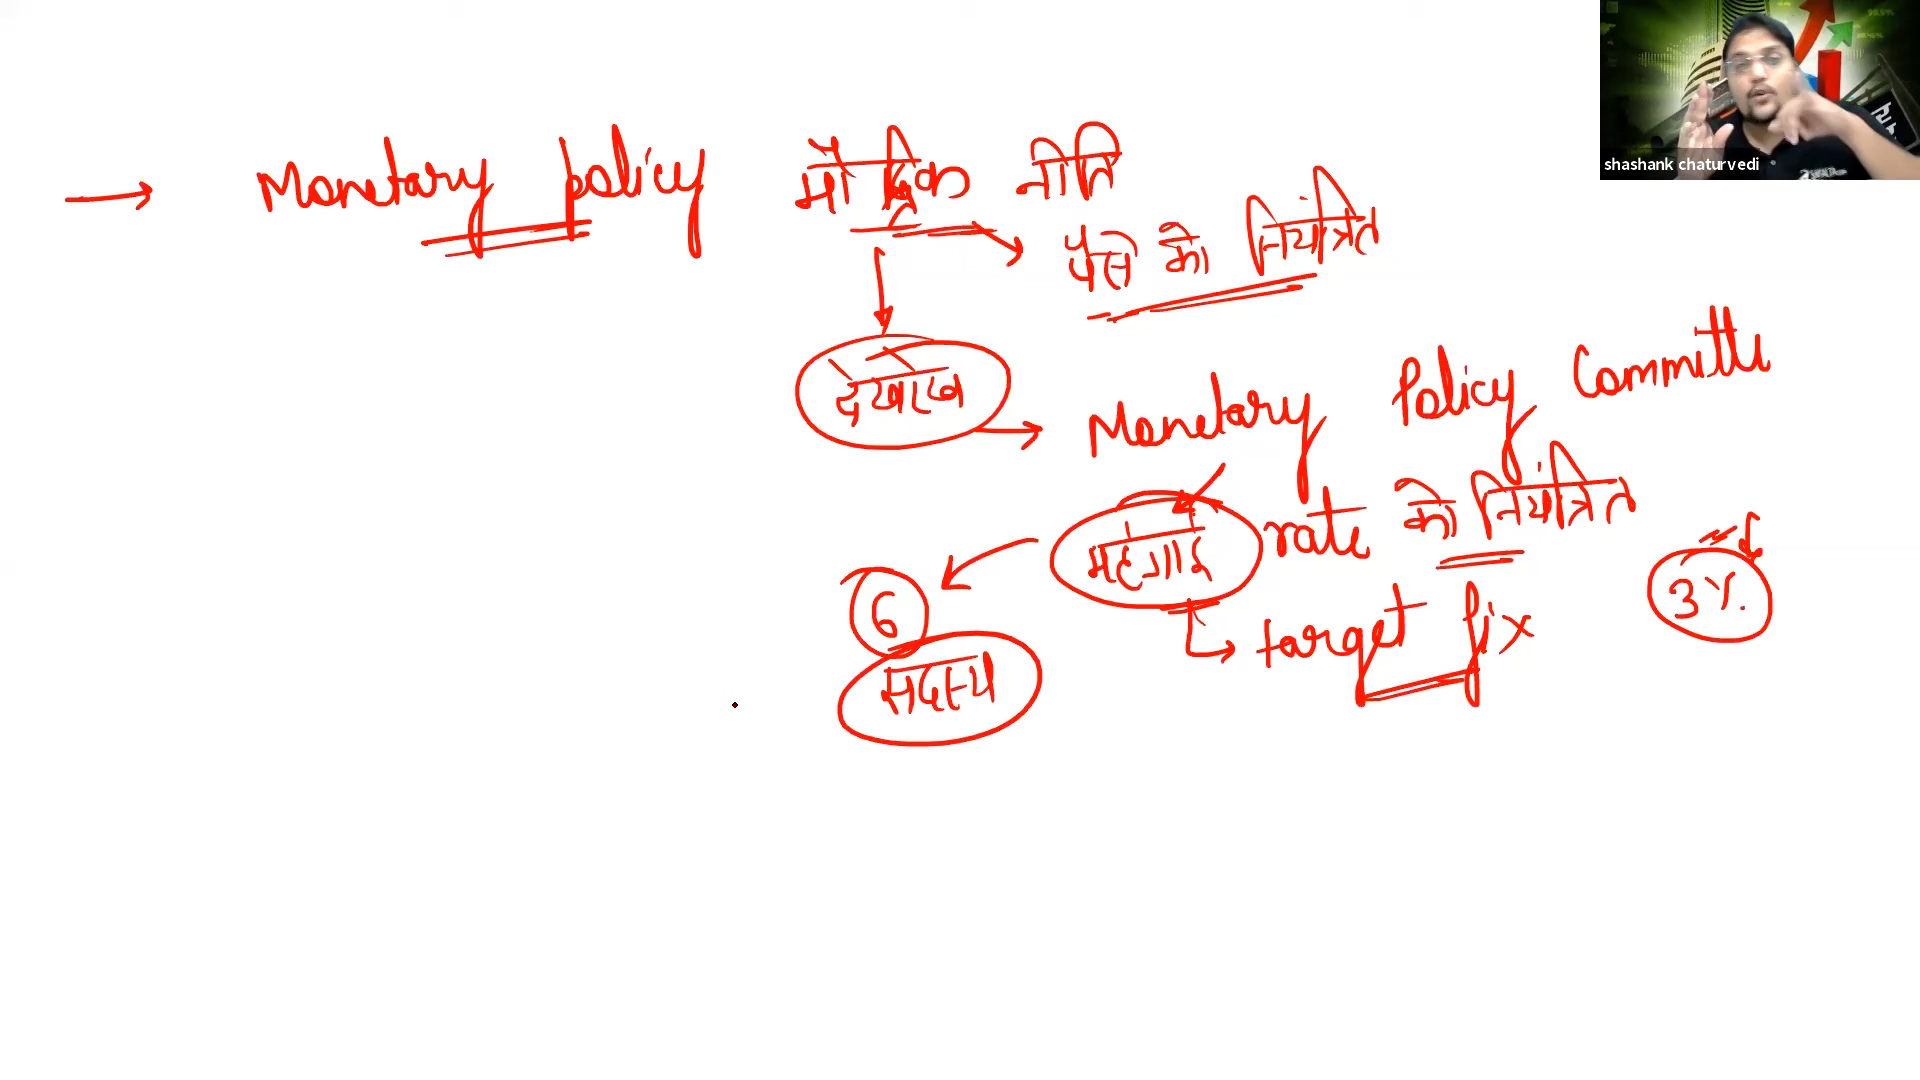 shashank chaturvedi
→ Monetary policy मौद्रिक नीति
पैसे को नियंत्रित
देखरेख
→ Monetary Policy Committe
महंगाई rate को नियंत्रित
3%.
6
सदस्य
target fix